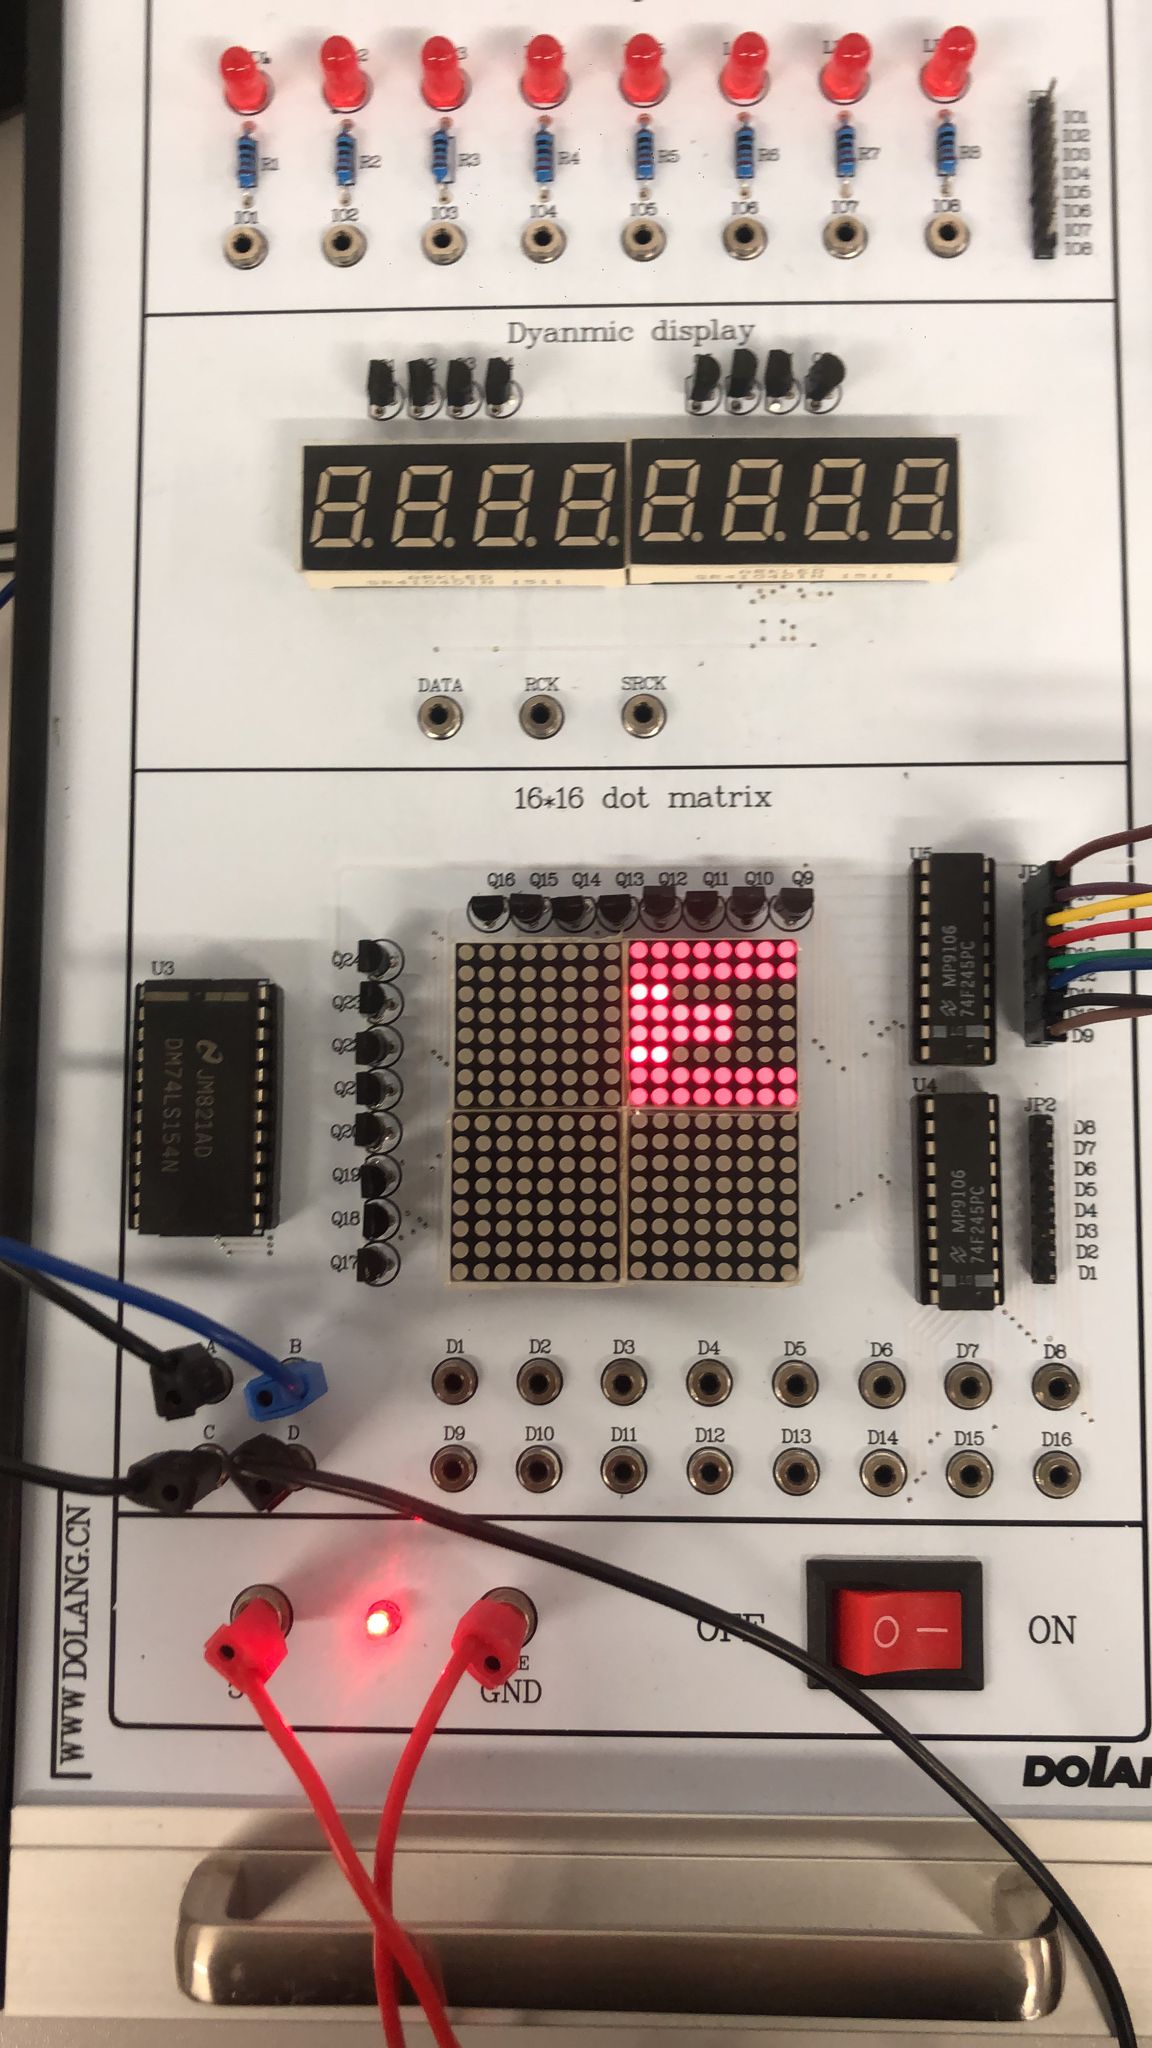 R1 R2 R3 R4 R5 R6 R7 R8
IO1 IO2 IO3 IO4 IO5 IO6 IO7 IO8
IO1
IO2
IO3
IO4
IO5
IO6
IO7
IO8
Dyanmic display
DATA RCK SRCK
16*16 dot matrix
Q16 Q15 Q14 Q13 Q12 Q11 Q10 Q9
U5
MP9106
74F245PC
D9
U3
JM821AD
DM74LS154N
Q24
Q20
Q19
Q18
Q17
U4
MP9106
74F245PC
JP2
D8
D7
D6
D5
D4
D3
D2
D1
A B
C D
D1 D2 D3 D4 D5 D6 D7 D8
D9 D10 D11 D12 D13 D14 D15 D16
GND
OFF ON
WWW.DOLANG.CN